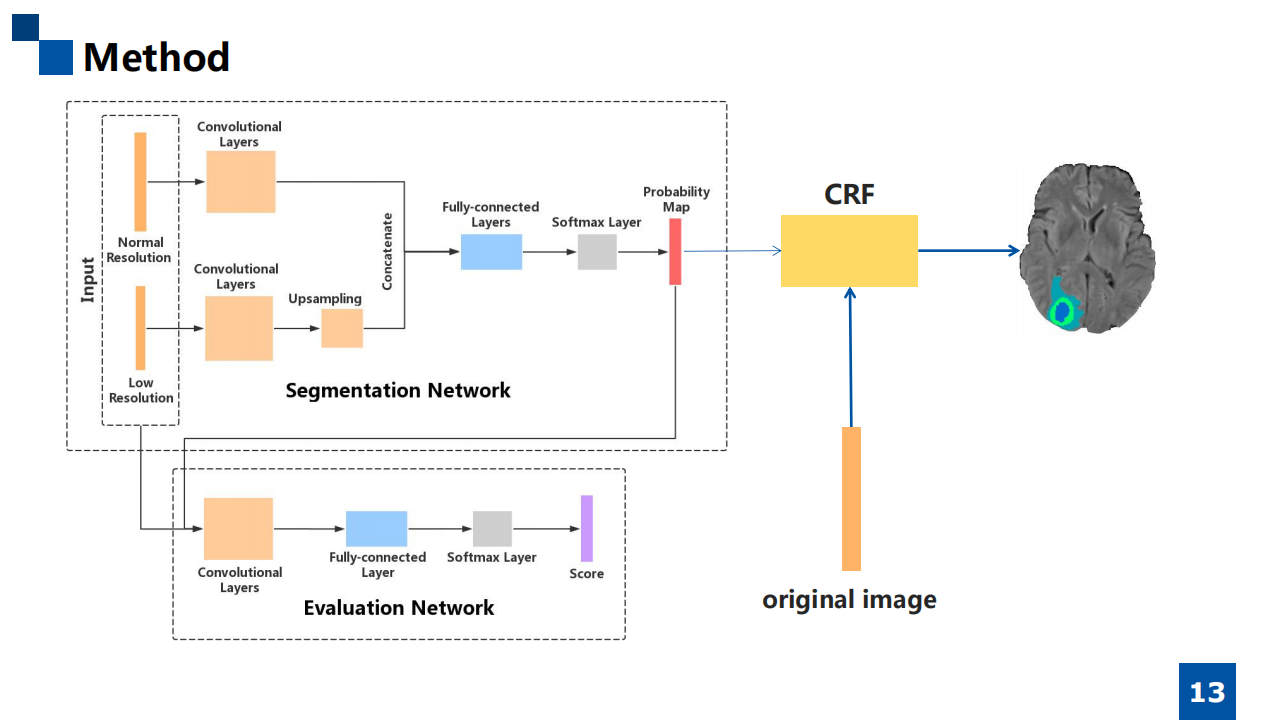 Method
Convolutional
Layers
Normal
Resolution
Input
Convolutional
Layers
Upsampling
Low
Resolution
Concatenate
Fully-connected
Layers
Softmax Layer
Probability
Map
Segmentation Network
CRF
original image
Convolutional
Layers
Fully-connected
Layer
Softmax Layer
Score
Evaluation Network
13